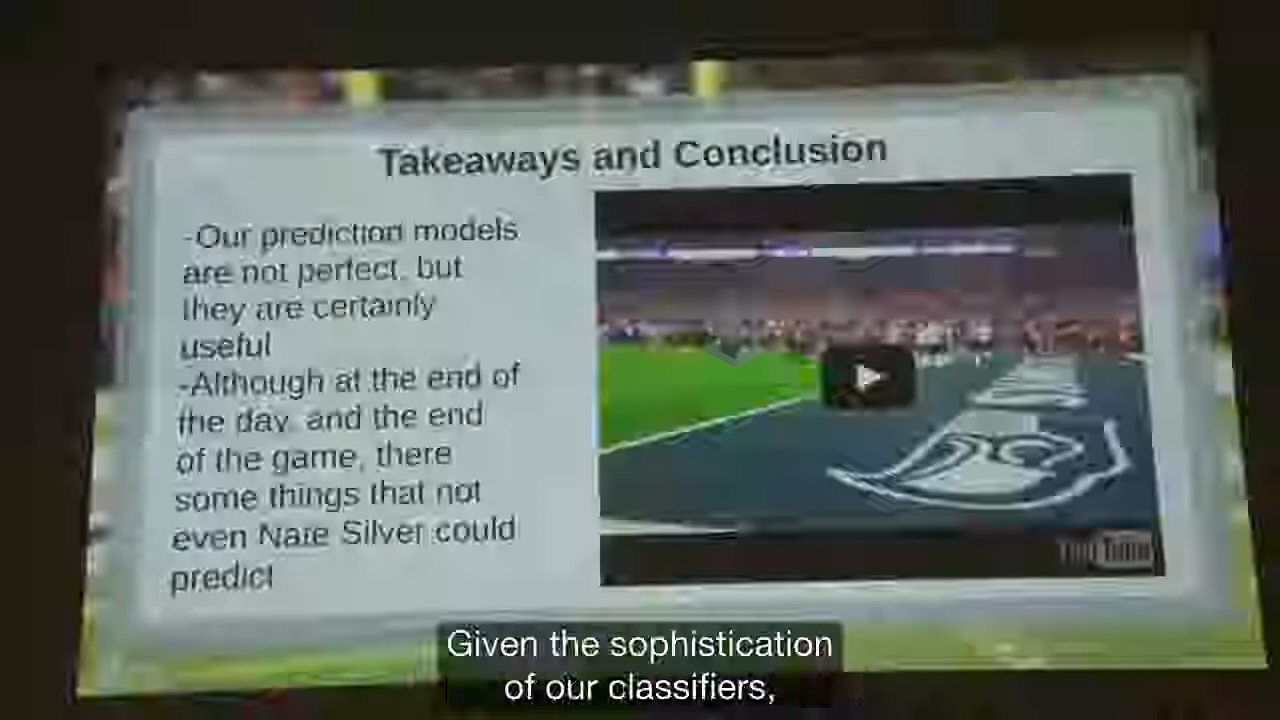 Takeaways and Conclusion
-Our prediction models
are not perfect, but
they are certainly
useful
-Although at the end of
the day, and the end
of the game, there
some things that not
even Nate Silver could
predict
YouTube
Given the sophistication
of our classifiers,